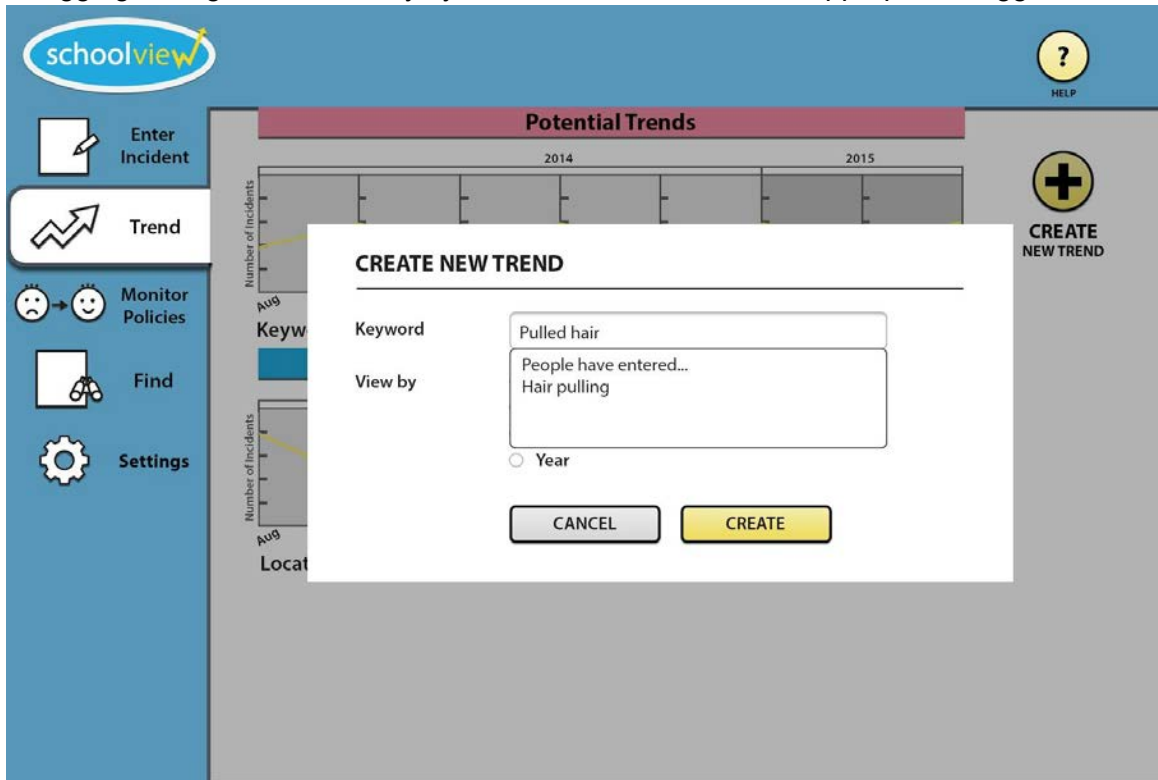 schoolview
?
HELP
Enter
Incident
Trend
Monitor
Policies
Find
Settings
Potential Trends
2014
2015
Number of Incidents
Aug
Keyw
Number of Incidents
Aug
Locat
CREATE
NEW TREND
CREATE NEW TREND
Keyword
Pulled hair
View by
People have entered...
Hair pulling
Year
CANCEL
CREATE